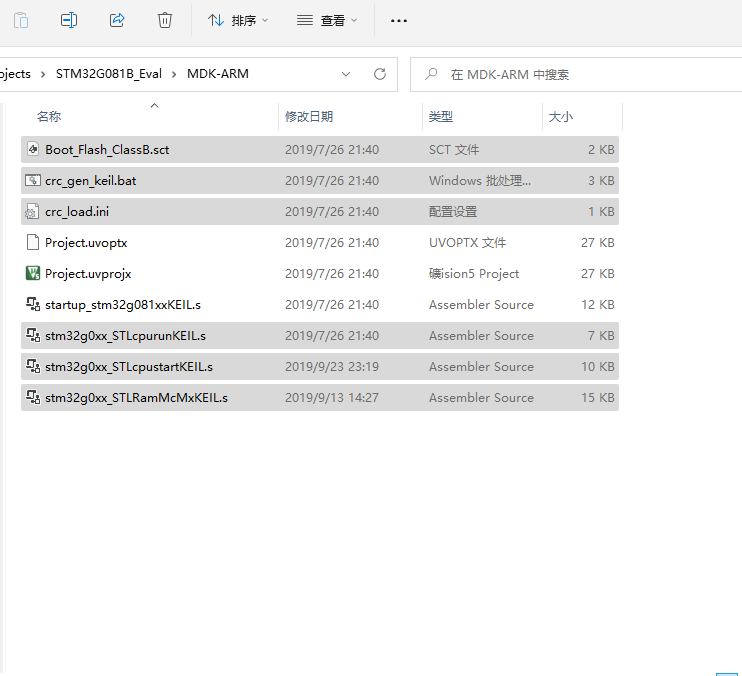 排序 查看
ojects > STM32G081B_Eval > MDK-ARM 在 MDK-ARM 中搜索
名称 修改日期 类型 大小
Boot_Flash_ClassB.sct 2019/7/26 21:40 SCT 文件 2 KB
crc_gen_keil.bat 2019/7/26 21:40 Windows 批处理... 3 KB
crc_load.ini 2019/7/26 21:40 配置设置 1 KB
Project.uvoptx 2019/7/26 21:40 UVOPTX 文件 27 KB
Project.uvprojx 2019/7/26 21:40 礦ision5 Project 27 KB
startup_stm32g081xxKEIL.s 2019/7/26 21:40 Assembler Source 12 KB
stm32g0xx_STLcpurunKEIL.s 2019/7/26 21:40 Assembler Source 7 KB
stm32g0xx_STLcpustartKEIL.s 2019/9/23 23:19 Assembler Source 10 KB
stm32g0xx_STLRamMcMxKEIL.s 2019/9/13 14:27 Assembler Source 15 KB